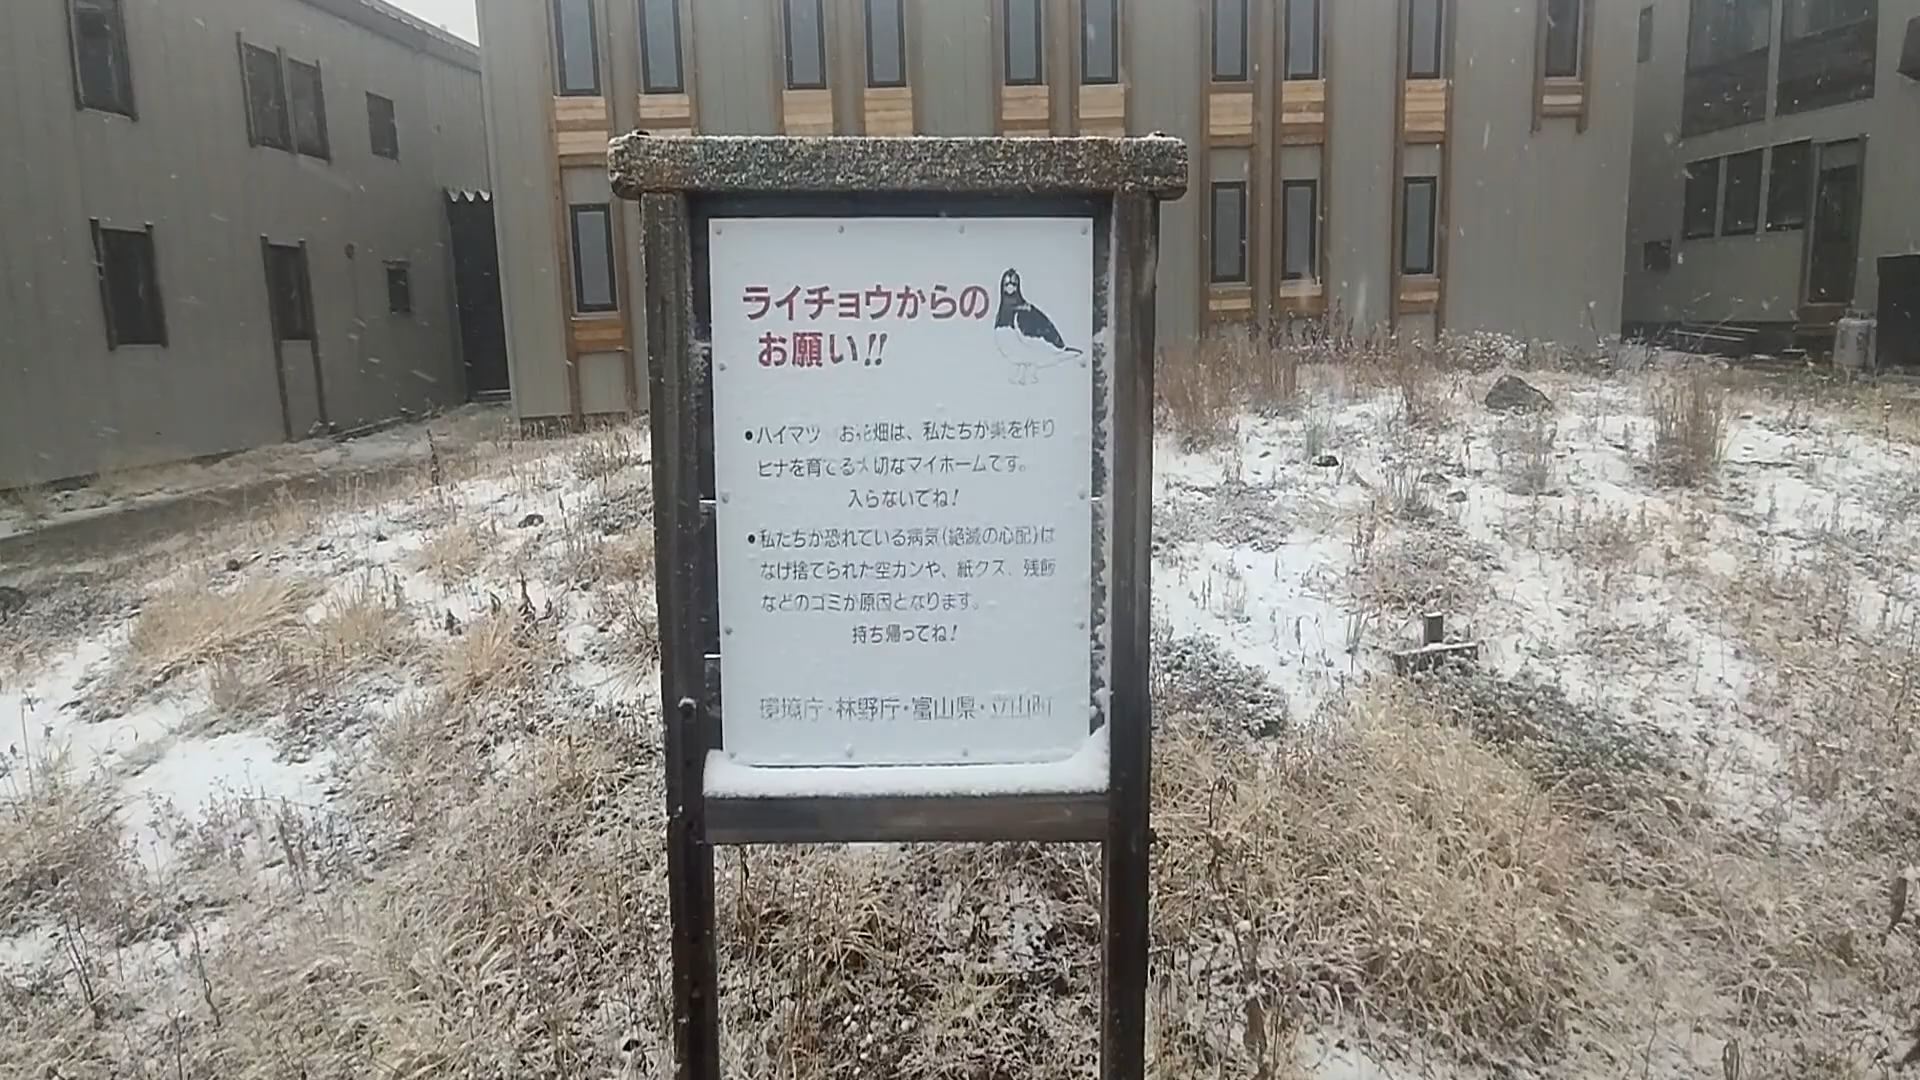 ライチョウからの
お願い!!
●ハイマツ お花畑は、私たちが巣を作り
ヒナを育てる大切なマイホームです。
入らないでね!
●私たちが恐れている病気(絶滅の心配)は
なげ捨てられた空カンや、紙クズ、残飯
などのゴミが原因となります。
持ち帰ってね!
環境庁・林野庁・富山県・立山町